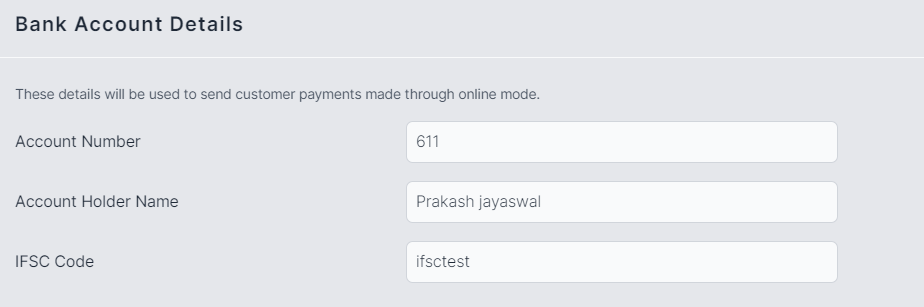 Bank Account Details
These details will be used to send customer payments made through online mode.
Account Number 611
Account Holder Name Prakash jayaswal
IFSC Code ifsctest